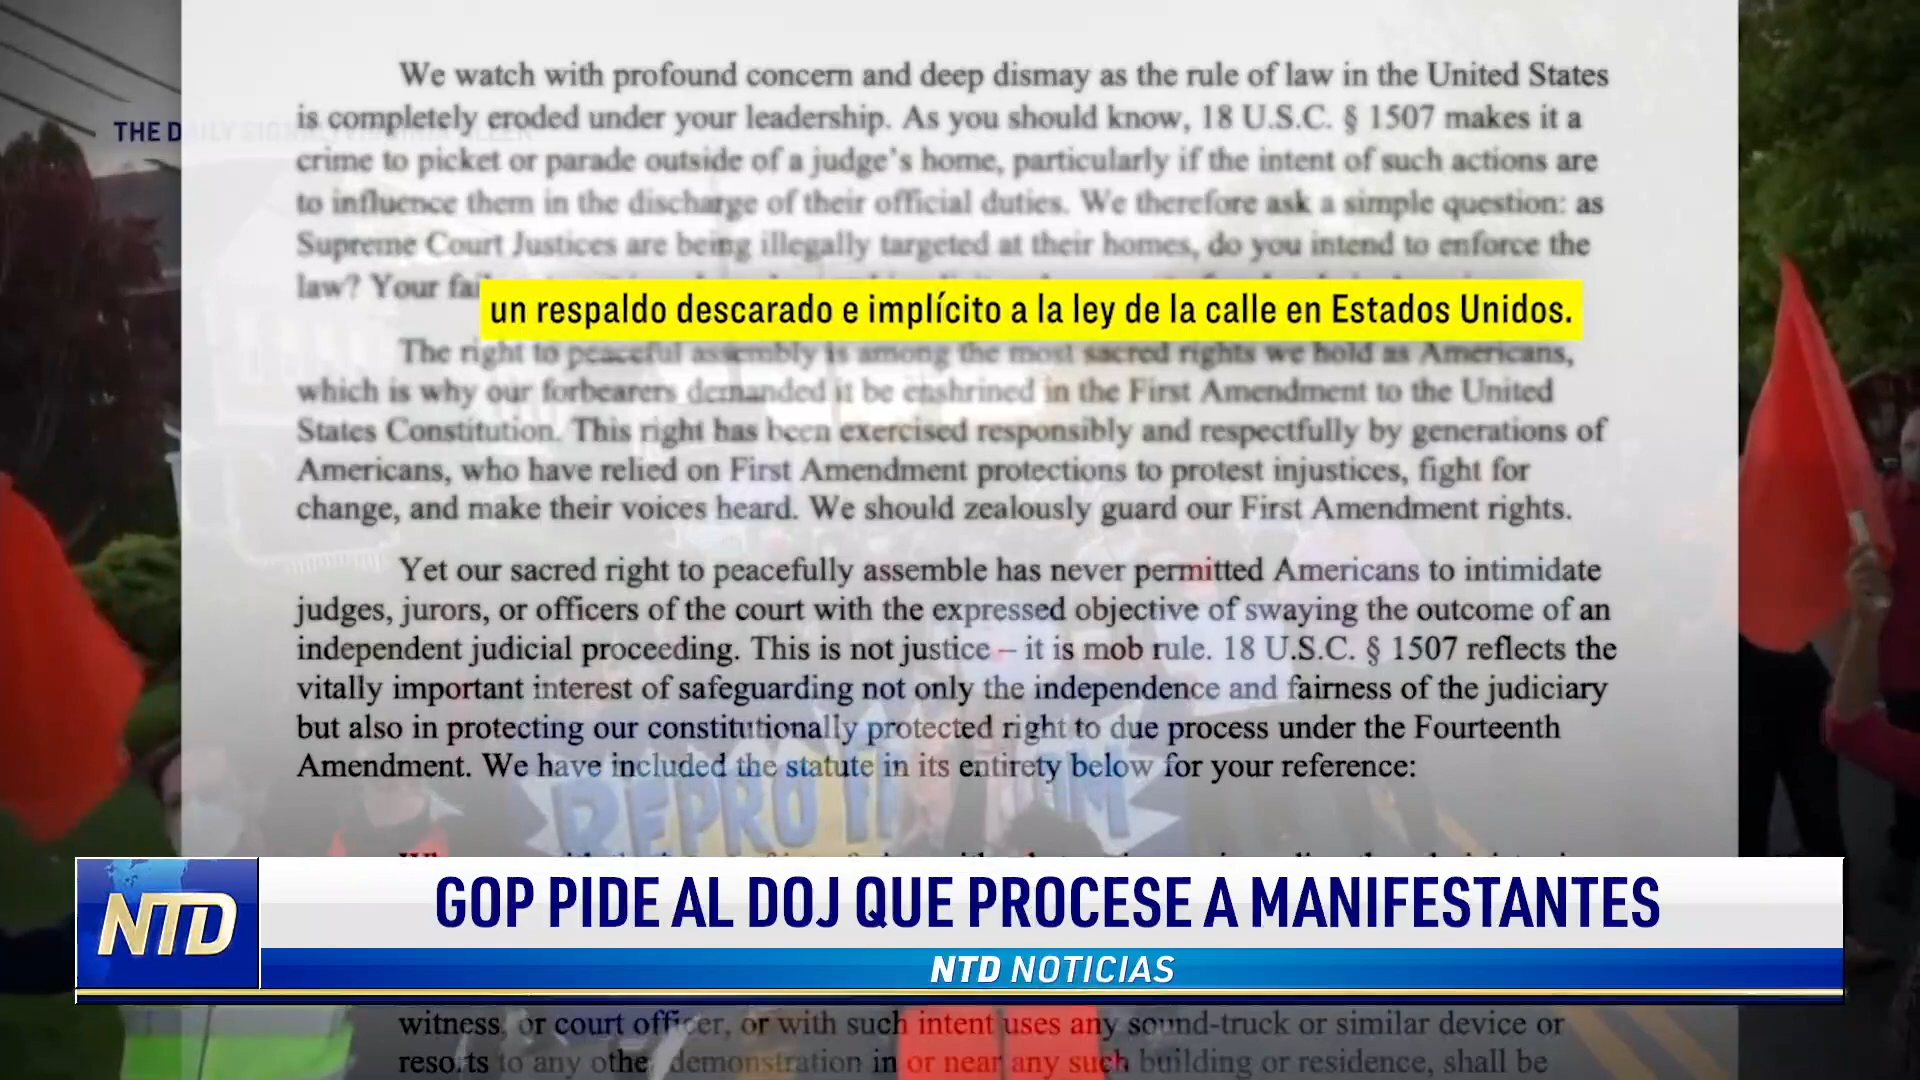 We watch with profound concern and deep dismay as the rule of law in the United States
is completely eroded under your leadership. As you should know, 18 U.S.C. § 1507 makes it a
THE D
crime to picket or parade outside of a judge's home, particularly if the intent of such actions are
to influence them in the discharge of their official duties. We therefore ask a simple question: as
Supreme Court Justices are being illegally targeted at their homes, do you intend to enforce the
law? Your
un respaldo descarado e implícito a la ley de la calle en Estados Unidos.
The right to peaceful assembly is among the most sacred rights we hold as Americans,
which is why our forbearers demanded it be enshrined in the First Amendment to the United
States Constitution. This right has been exercised responsibly and respectfully by generations of
Americans, who have relied on First Amendment protections to protest injustices, fight for
change, and make their voices heard. We should zealously guard our First Amendment rights.
Yet our sacred right to peacefully assemble has never permitted Americans to intimidate
judges, jurors, or officers of the court with the expressed objective of swaying the outcome of an
independent judicial proceeding. This is not justice – it is mob rule. 18 U.S.C. § 1507 reflects the
vitally important interest of safeguarding not only the independence and fairness of the judiciary
but also in protecting our constitutionally protected right to due process under the Fourteenth
Amendment. We have included the statute in its entirety below for your reference:
REPRO
NTD
GOP PIDE AL DOJ QUE PROCESE A MANIFESTANTES
NTD NOTICIAS
witness, or court officer, or with such intent uses any sound-truck or similar device or
resorts to any other demonstration in or near any such building or residence, shall be